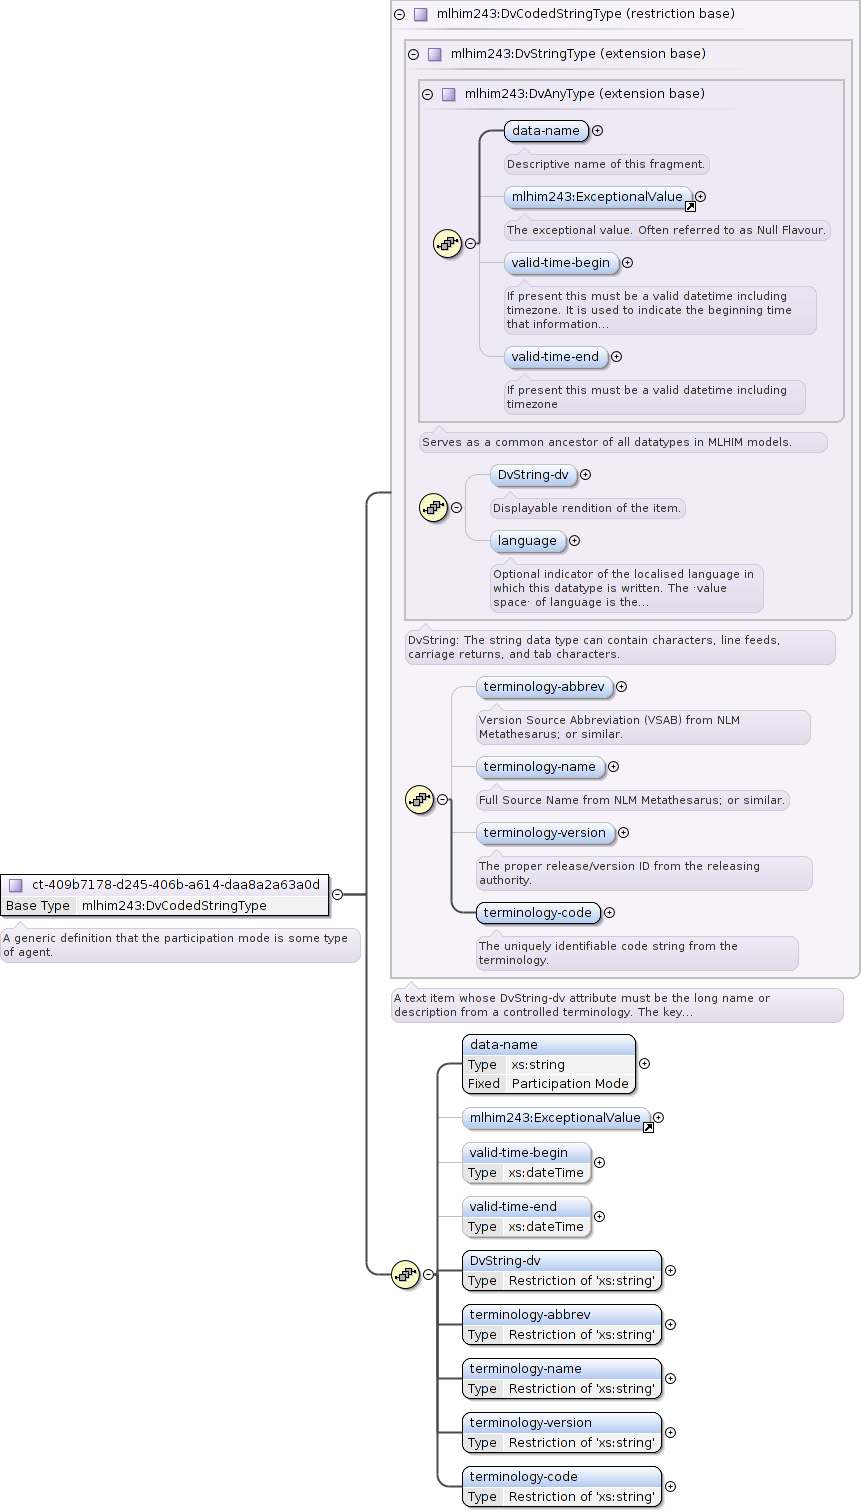 mlhim243:DvCodedStringType (restriction base)
mlhim243:DvStringType (extension base)
mlhim243:DvAnyType (extension base)
data-name
Descriptive name of this fragment.
mlhim243:ExceptionalValue
The exceptional value. Often referred to as Null Flavour.
valid-time-begin
If present this must be a valid datetime including
timezone. It is used to indicate the beginning time
that information...
valid-time-end
If present this must be a valid datetime including
timezone
Serves as a common ancestor of all datatypes in MLHIM models.
DvString-dv
Displayable rendition of the item.
language
Optional indicator of the localised language in
which this datatype is written. The ·value
space· of language is the...
DvString: The string data type can contain characters, line feeds,
carriage returns, and tab characters.
terminology-abbrev
Version Source Abbreviation (VSAB) from NLM
Metathesarus; or similar.
terminology-name
Full Source Name from NLM Metathesarus; or similar.
terminology-version
The proper release/version ID from the releasing
authority.
terminology-code
The uniquely identifiable code string from the
terminology.
A text item whose DvString-dv attribute must be the long name or
description from a controlled terminology. The key...
ct-409b7178-d245-406b-a614-daa8a2a63a0d
Base Type mlhim243:DvCodedStringType
A generic definition that the participation mode is some type
of agent.
data-name
Type xs:string
Fixed Participation Mode
mlhim243:ExceptionalValue
valid-time-begin
Type xs:dateTime
valid-time-end
Type xs:dateTime
DvString-dv
Type Restriction of 'xs:string'
terminology-abbrev
Type Restriction of 'xs:string'
terminology-name
Type Restriction of 'xs:string'
terminology-version
Type Restriction of 'xs:string'
terminology-code
Type Restriction of 'xs:string'